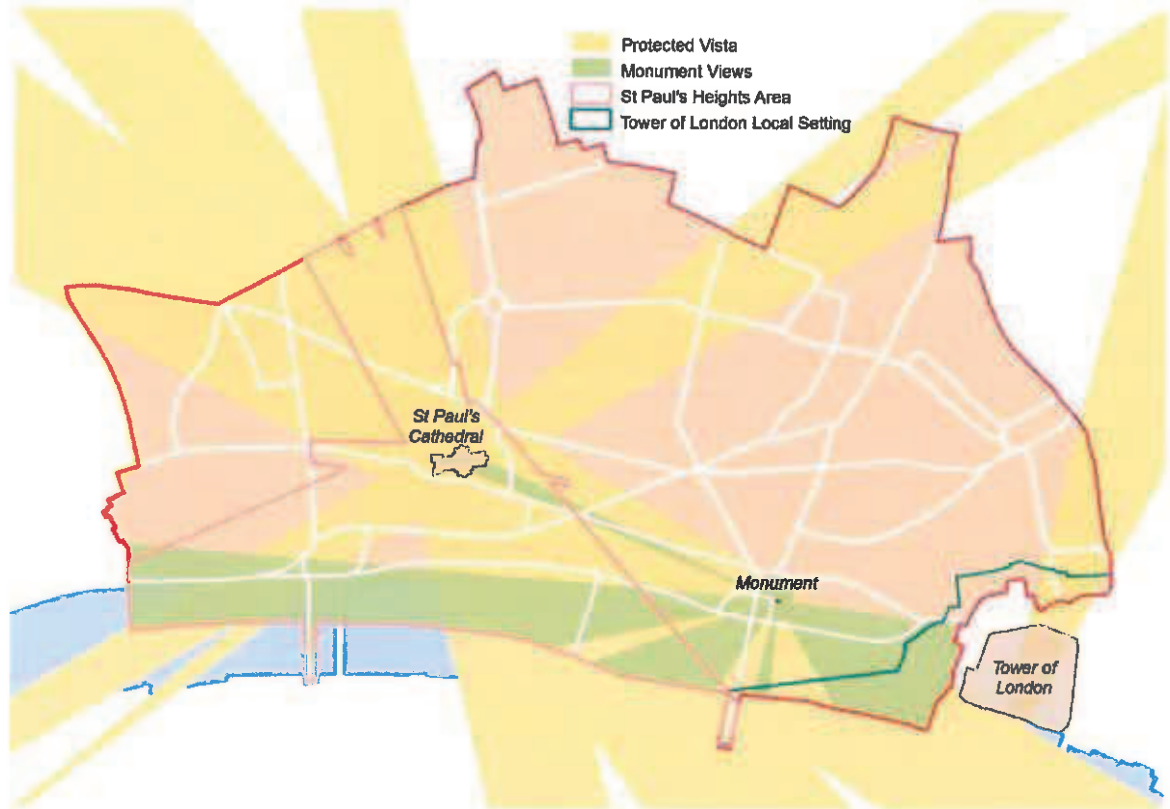 Protected Vista
Monument Views
St Paul's Heights Area
Tower of London Local Setting
St Paul's
Cathedral
Monument
Tower of
London